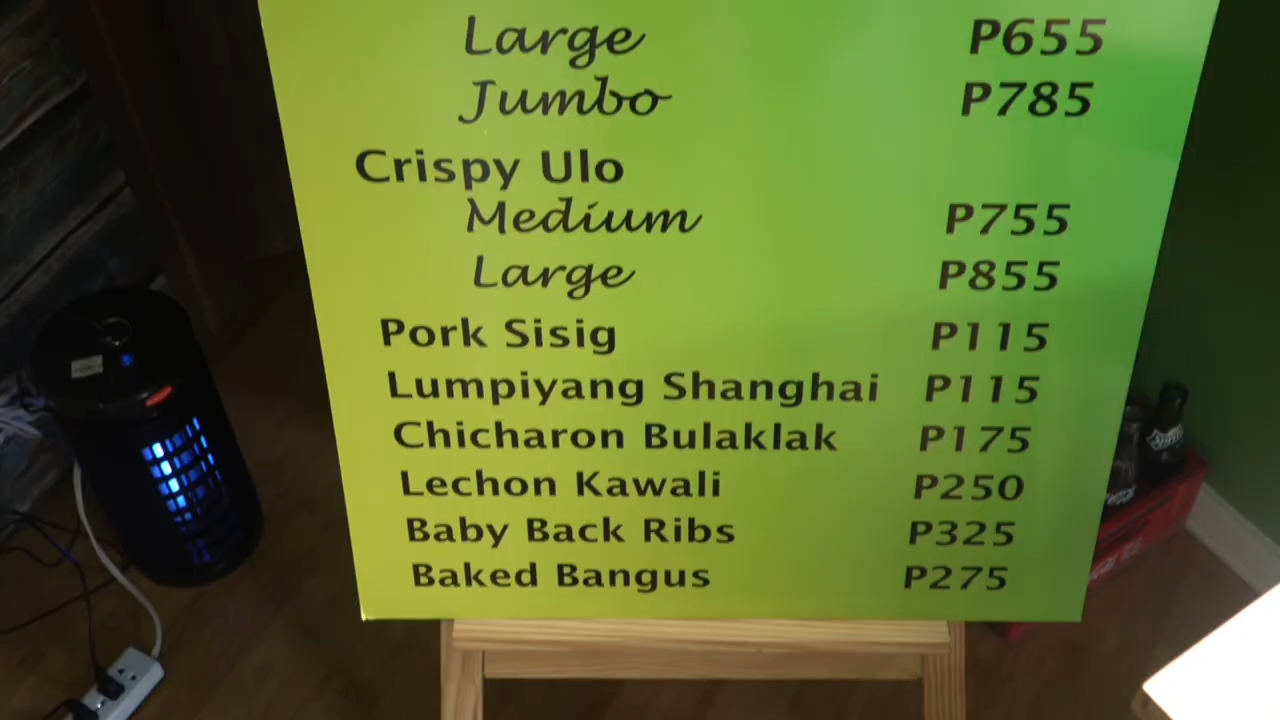 Large P655
Jumbo P785
Crispy Ulo
Medium P755
Large P855
Pork Sisig P115
Lumpiyang Shanghai P115
Chicharon Bulaklak P175
Lechon Kawali P250
Baby Back Ribs P325
Baked Bangus P275